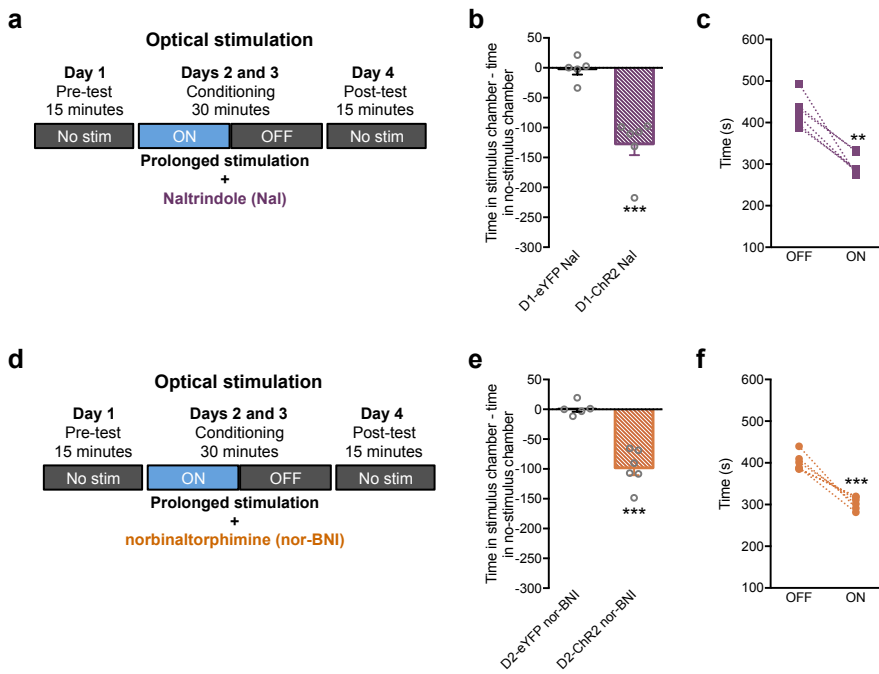 a
Optical stimulation
Day 1
Pre-test
15 minutes
Days 2 and 3
Conditioning
30 minutes
Day 4
Post-test
15 minutes
No stim
ON
OFF
No stim
Prolonged stimulation
+
Naltrindole (Nal)
b
Time in stimulus chamber - time
in no-stimulus chamber
50
0
-50
-100
-150
-200
-250
-300
***
D1-eYFP Nal
D1-ChR2 Nal
c
Time (s)
600
500
400
300
200
100
**
OFF
ON
d
Optical stimulation
Day 1
Pre-test
15 minutes
Days 2 and 3
Conditioning
30 minutes
Day 4
Post-test
15 minutes
No stim
ON
OFF
No stim
Prolonged stimulation
+
norbinaltorphimine (nor-BNI)
e
Time in stimulus chamber - time
in no-stimulus chamber
50
0
-50
-100
-150
-200
-250
-300
***
D2-eYFP nor-BNI
D2-ChR2 nor-BNI
f
Time (s)
600
500
400
300
200
100
***
OFF
ON